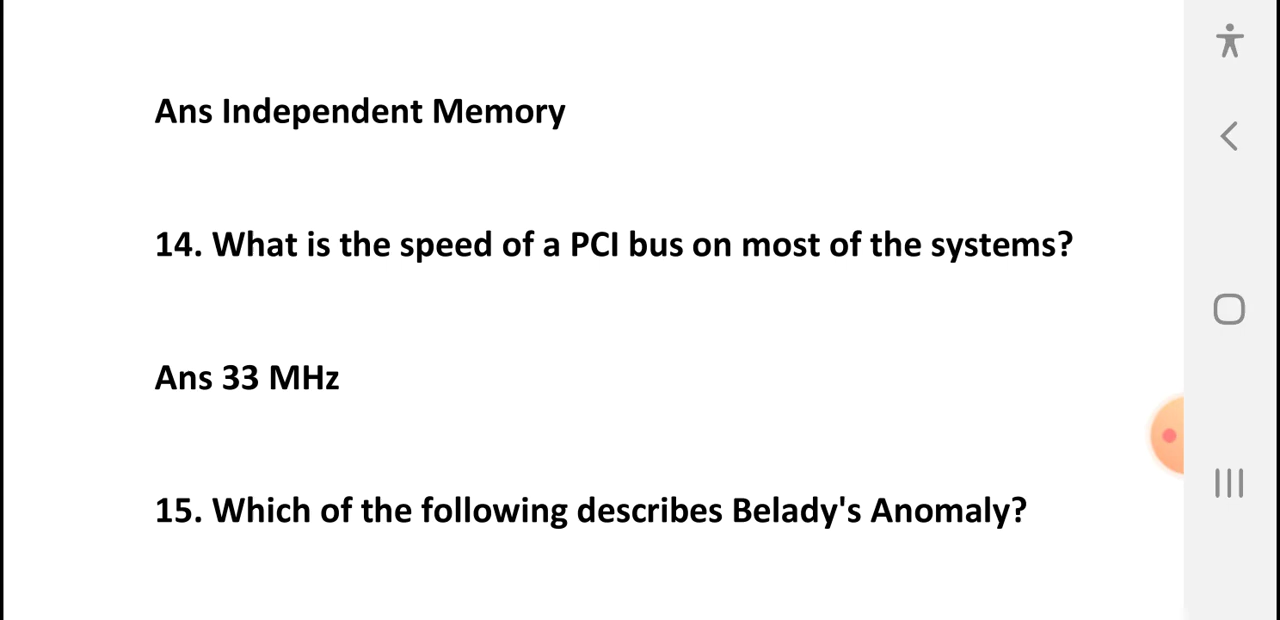 Ans Independent Memory
14. What is the speed of a PCI bus on most of the systems?
Ans 33 MHz
15. Which of the following describes Belady's Anomaly?